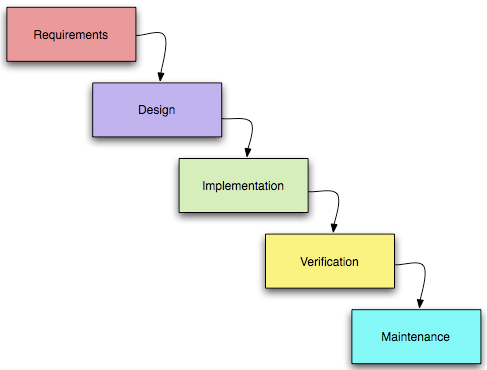 Requirements
Design
Implementation
Verification
Maintenance